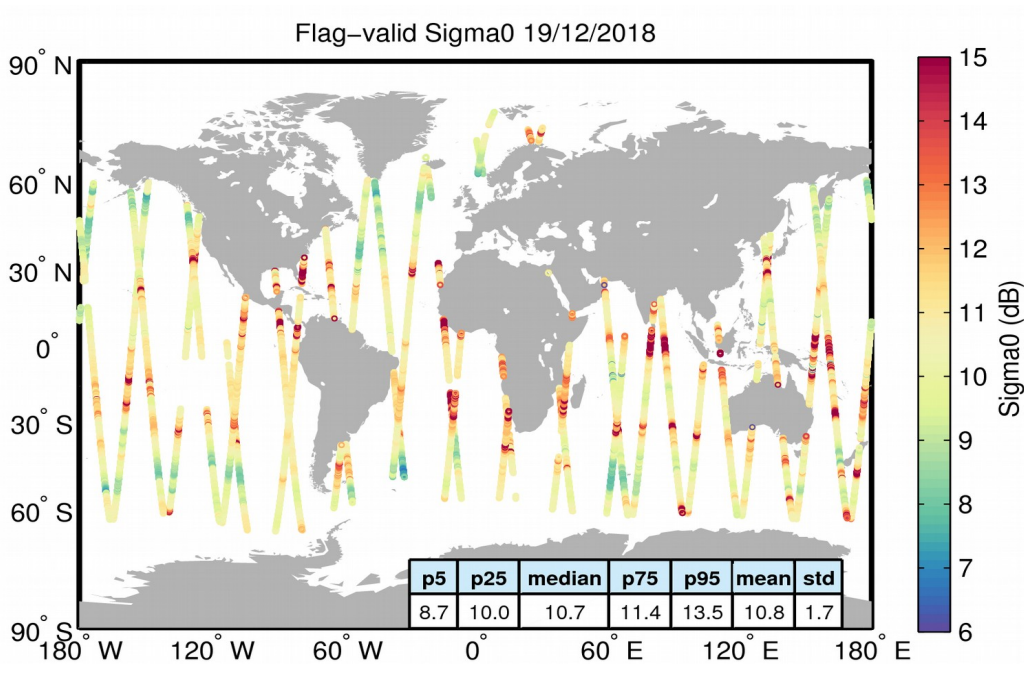 Flag−valid Sigma0 19/12/2018
90° N
60° N
30° N
0°
30° S
60° S
90° S
180° W 120° W 60° W 0° 60° E 120° E 180° E
p5 p25 median p75 p95 mean std
8.7 10.0 10.7 11.4 13.5 10.8 1.7
15
14
13
12
11
10
9
8
7
6
Sigma0 (dB)